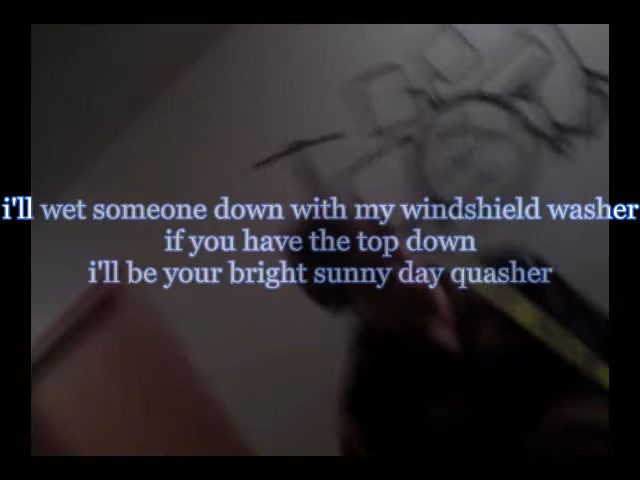 i'll wet someone down with my windshield washer
if you have the top down
i'll be your bright sunny day quasher